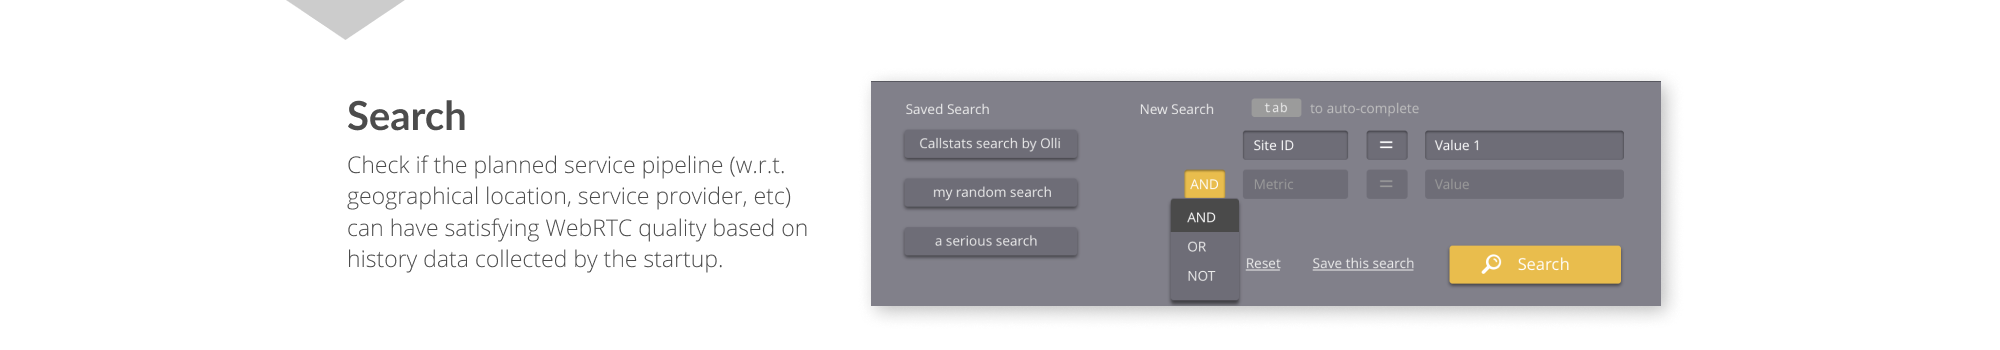 Search
Check if the planned service pipeline (w.r.t.
geographical location, service provider, etc)
can have satisfying WebRTC quality based on
history data collected by the startup.
Saved Search
Callstats search by Olli
my random search
a serious search
New Search
tab to auto-complete
Site ID = Value 1
AND Metric = Value
AND
OR
NOT
Reset
Save this search
Search